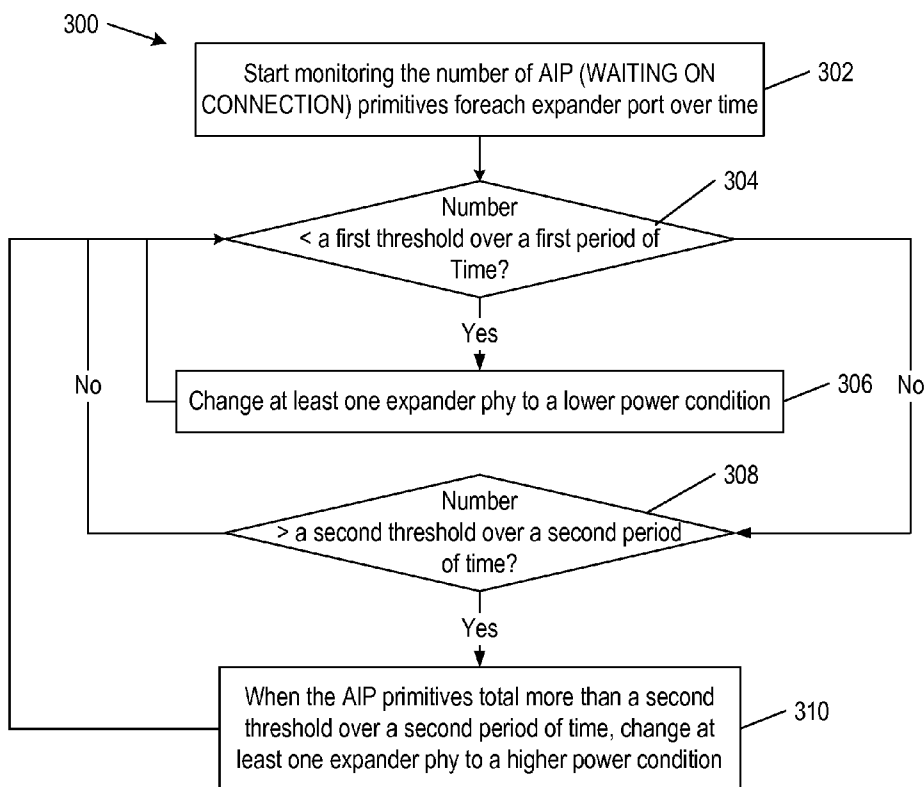 300
Start monitoring the number of AIP (WAITING ON
CONNECTION) primitives foreach expander port over time
302
304
Number
< a first threshold over a first period of
Time?
Yes
No
No
Change at least one expander phy to a lower power condition
306
308
Number
> a second threshold over a second period
of time?
Yes
When the AIP primitives total more than a second
threshold over a second period of time, change at
least one expander phy to a higher power condition
310